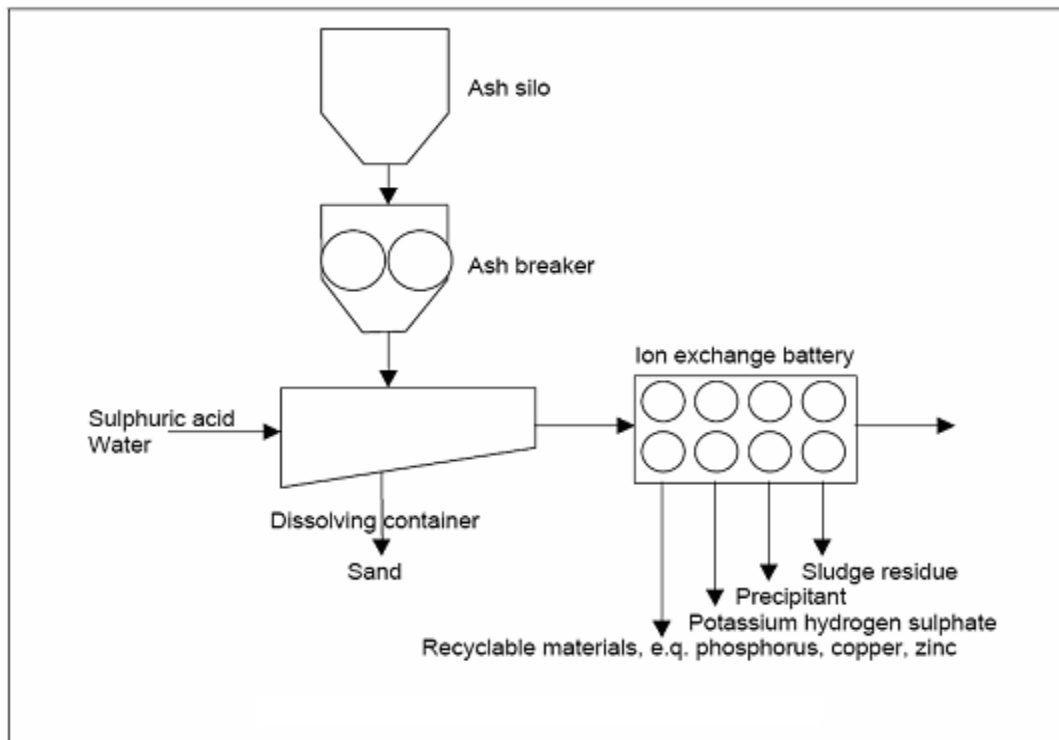 Ash silo
Ash breaker
Ion exchange battery
Sulphuric acid
Water
Dissolving container
Sand
Sludge residue
Precipitant
Potassium hydrogen sulphate
Recyclable materials, e.q. phosphorus, copper, zinc